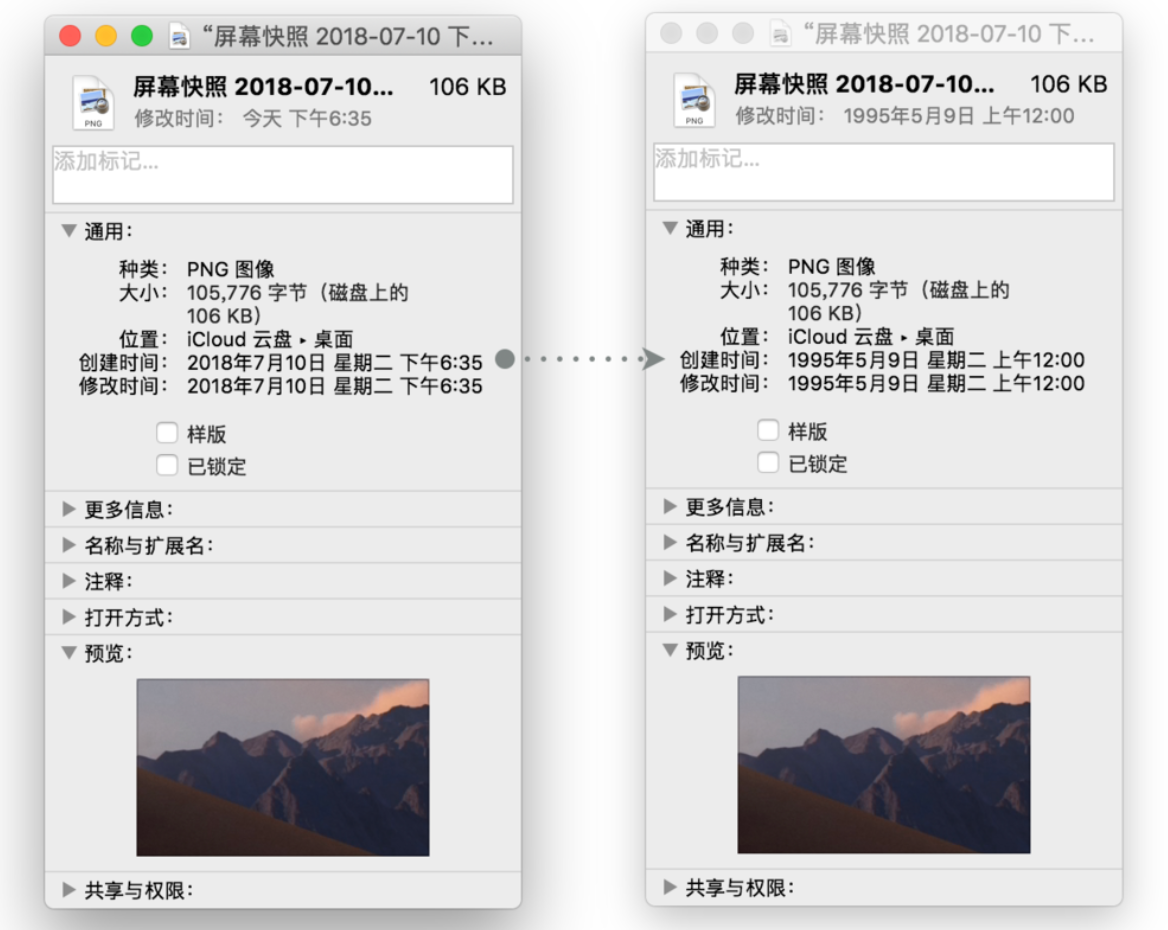 “屏幕快照 2018-07-10 下...
屏幕快照 2018-07-10... 106 KB
PNG
修改时间： 今天 下午6:35
添加标记...
通用：
种类： PNG 图像
大小： 105,776 字节（磁盘上的
106 KB）
位置： iCloud 云盘 ▸ 桌面
创建时间： 2018年7月10日 星期二 下午6:35
修改时间： 2018年7月10日 星期二 下午6:35
样版
已锁定
更多信息：
名称与扩展名：
注释：
打开方式：
预览：
共享与权限：
“屏幕快照 2018-07-10 下...
屏幕快照 2018-07-10... 106 KB
PNG
修改时间： 1995年5月9日 上午12:00
添加标记...
通用：
种类： PNG 图像
大小： 105,776 字节（磁盘上的
106 KB）
位置： iCloud 云盘 ▸ 桌面
创建时间： 1995年5月9日 星期二 上午12:00
修改时间： 1995年5月9日 星期二 上午12:00
样版
已锁定
更多信息：
名称与扩展名：
注释：
打开方式：
预览：
共享与权限：